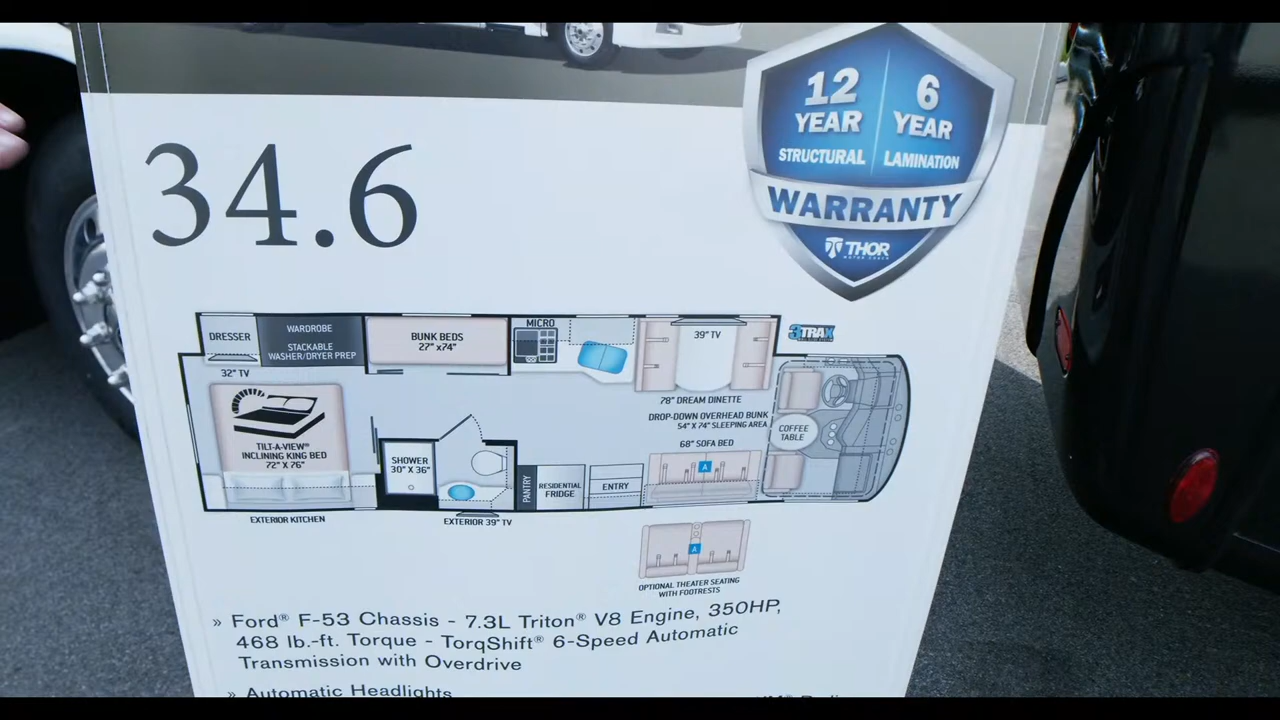 12
YEAR
STRUCTURAL
6
YEAR
LAMINATION
WARRANTY
THOR
MOTOR COACH
34.6
DRESSER
WARDROBE
STACKABLE
WASHER/DRYER PREP
BUNK BEDS
27" x74"
MICRO
39" TV
3TRAX
32" TV
78" DREAM DINETTE
DROP-DOWN OVERHEAD BUNK
54" X 74" SLEEPING AREA
68" SOFA BED
COFFEE
TABLE
TILT-A-VIEW®
INCLINING KING BED
72" X 76"
SHOWER
30" X 36"
PANTRY
RESIDENTIAL
FRIDGE
ENTRY
A
EXTERIOR KITCHEN
EXTERIOR 39" TV
A
OPTIONAL THEATER SEATING
WITH FOOTRESTS
» Ford® F-53 Chassis - 7.3L Triton® V8 Engine, 350HP,
468 lb.-ft. Torque - TorqShift® 6-Speed Automatic
Transmission with Overdrive
» Automatic Headlights